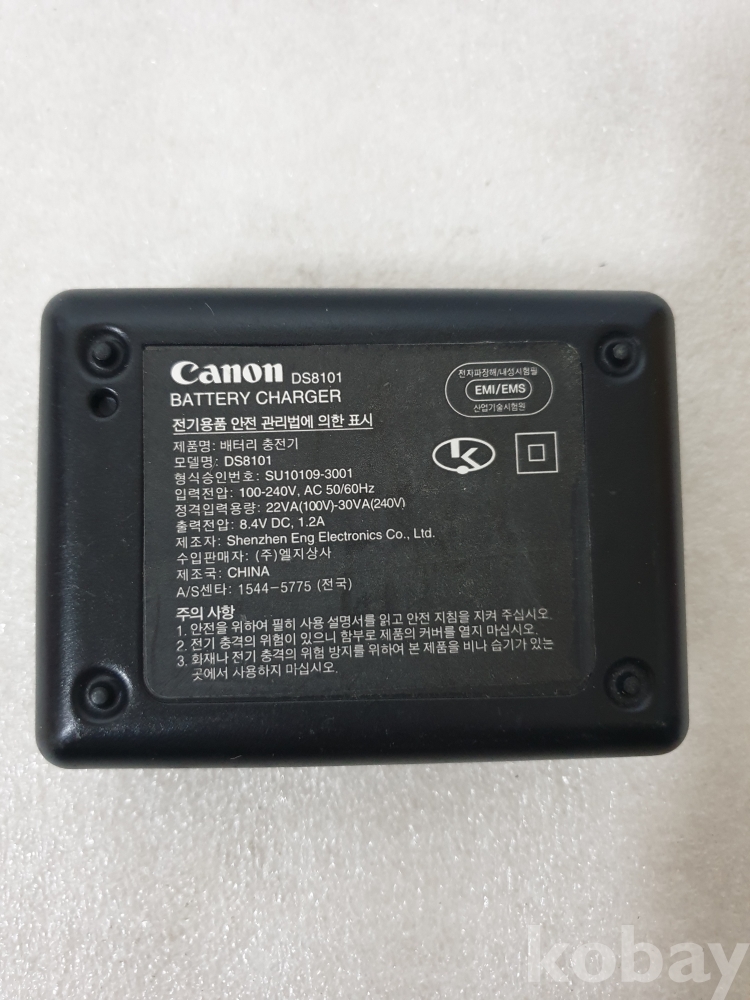 Canon DS8101
BATTERY CHARGER
전기용품 안전 관리법에 의한 표시
제품명: 배터리 충전기
모델명: DS8101
형식승인번호: SU10109-3001
입력전압: 100-240V, AC 50/60Hz
정격입력용량: 22VA(100V)-30VA(240V)
출력전압: 8.4V DC, 1.2A
제조자: Shenzhen Eng Electronics Co., Ltd.
수입판매자: (주)엘지상사
제조국: CHINA
A/S센타: 1544-5775 (전국)
전자파장해/내성시험필
EMI/EMS
산업기술시험원
주의 사항
1. 안전을 위하여 필히 사용 설명서를 읽고 안전 지침을 지켜 주십시오.
2. 전기 충격의 위험이 있으니 함부로 제품의 커버를 열지 마십시오.
3. 화재나 전기 충격의 위험 방지를 위하여 본 제품을 비나 습기가 있는
곳에서 사용하지 마십시오.
kobay